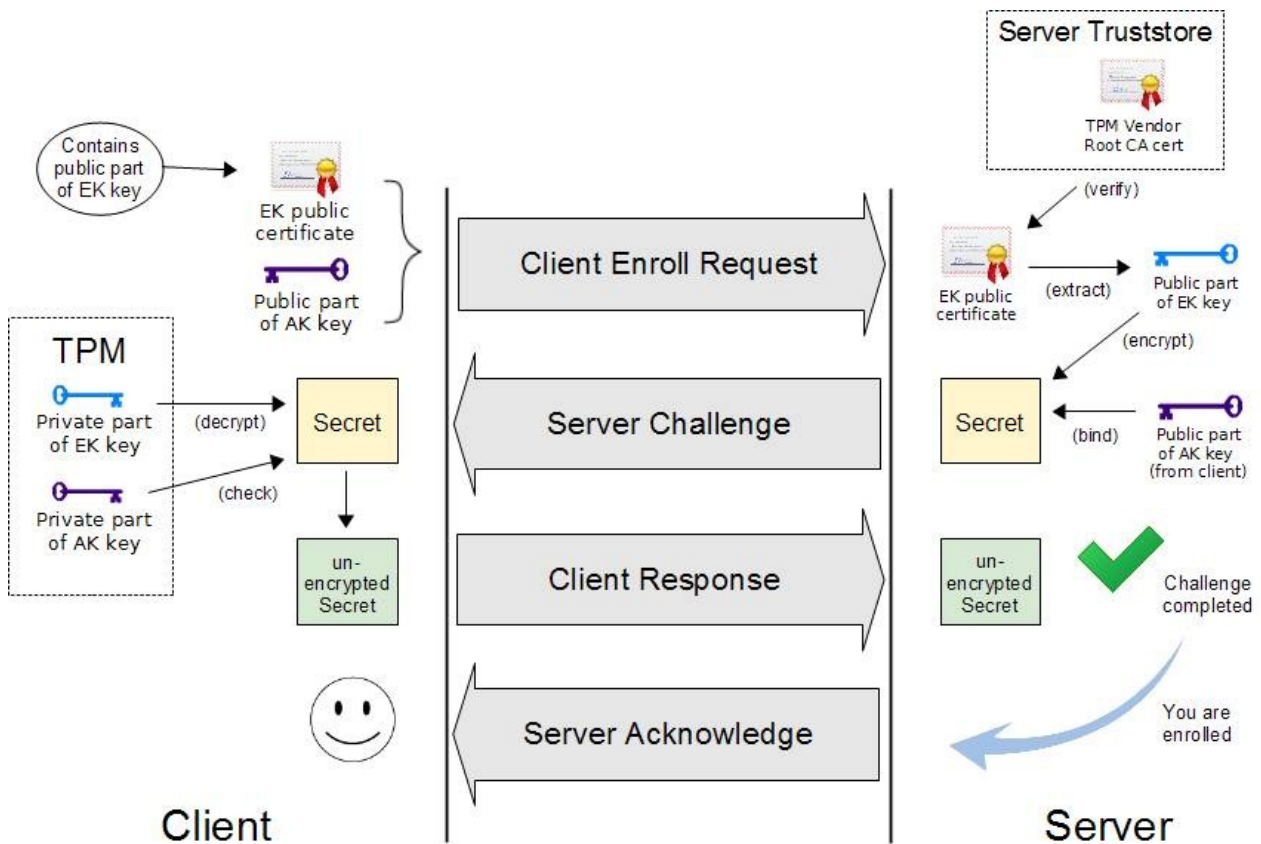 Server Truststore
TPM Vendor
Root CA cert
(verify)
Contains
public part
of EK key
EK public
certificate
Public part
of AK key
Client Enroll Request
EK public
certificate
(extract)
Public part
of EK key
(encrypt)
TPM
Private part
of EK key
(decrypt)
Secret
Private part
of AK key
(check)
Server Challenge
Secret
(bind)
Public part
of AK key
(from client)
un-
encrypted
Secret
Client Response
un-
encrypted
Secret
Challenge
completed
Server Acknowledge
You are
enrolled
Client
Server